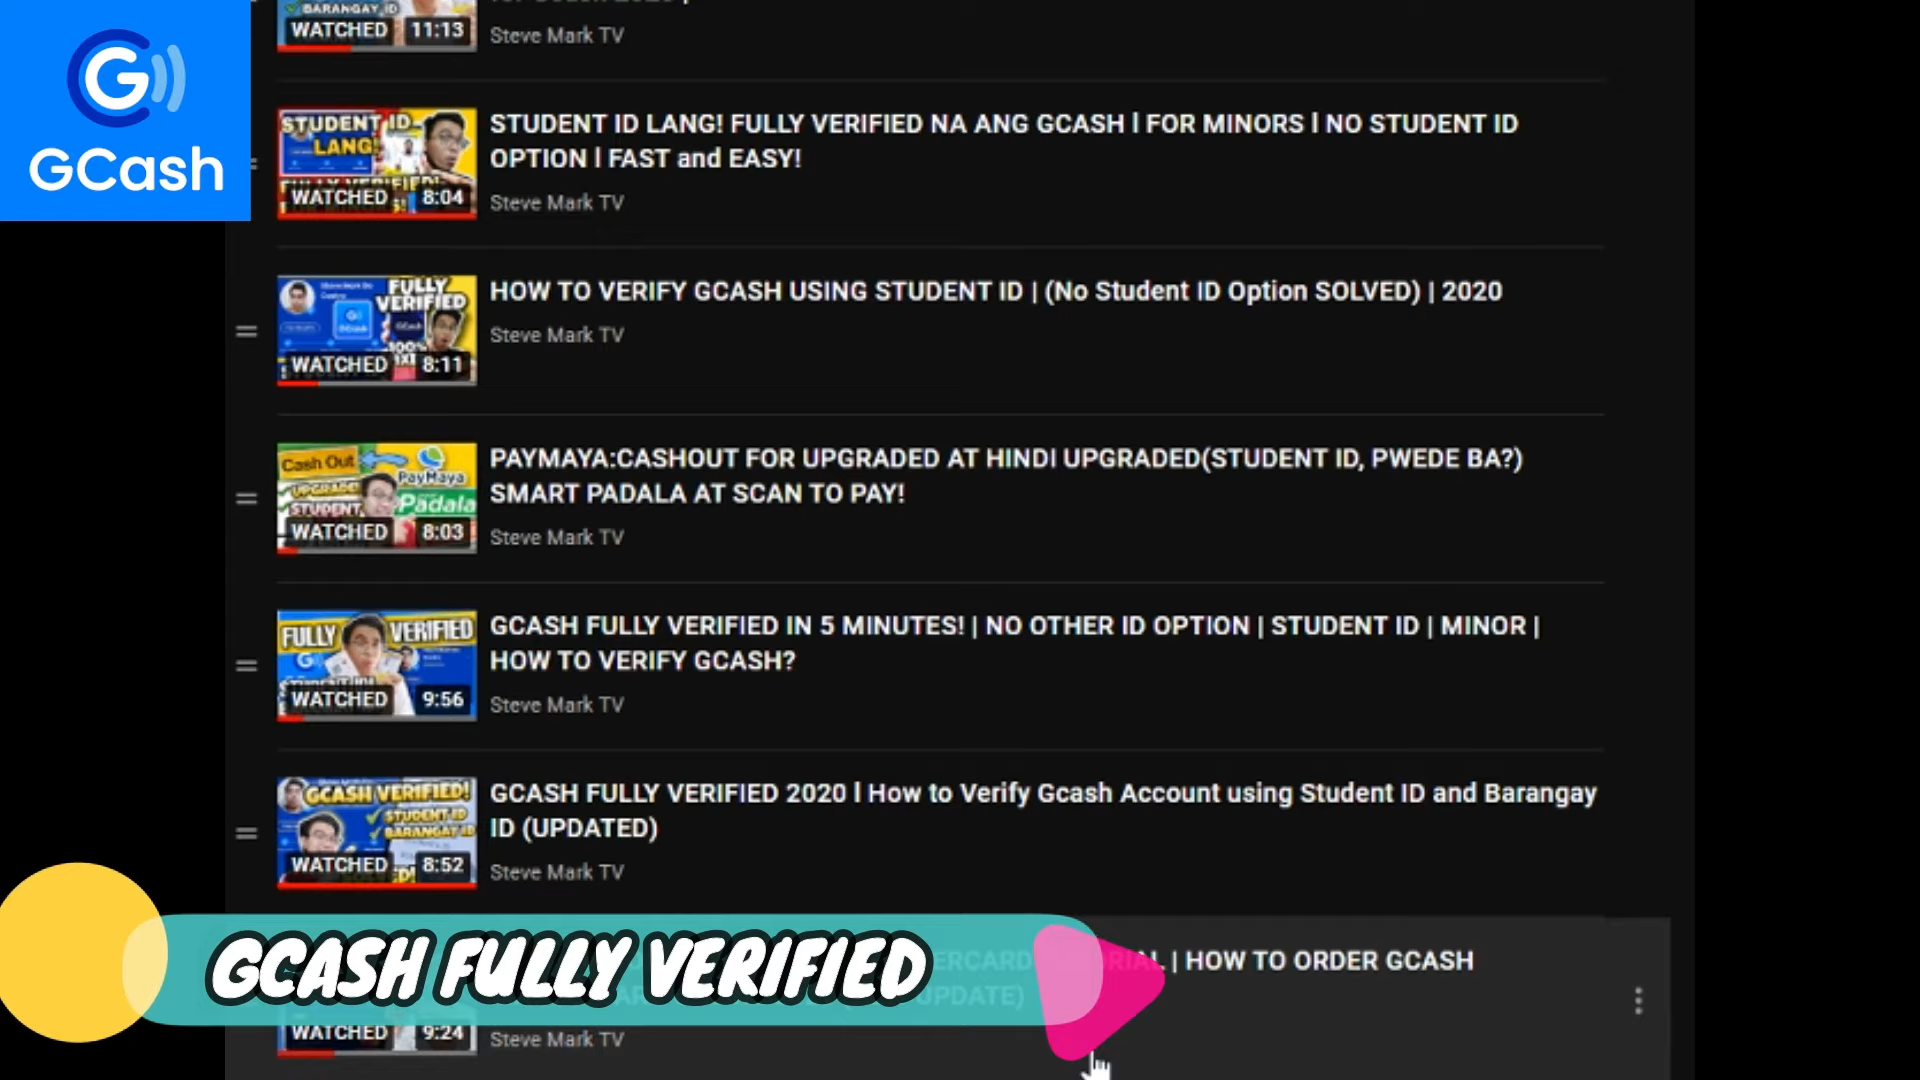 GCash
BARANGAY ID
WATCHED 11:13
Steve Mark TV
STUDENT ID
LANG!
WATCHED 8:04
STUDENT ID LANG! FULLY VERIFIED NA ANG GCASH l FOR MINORS l NO STUDENT ID
OPTION l FAST and EASY!
Steve Mark TV
FULLY
VERIFIED
WATCHED 8:11
HOW TO VERIFY GCASH USING STUDENT ID | (No Student ID Option SOLVED) | 2020
Steve Mark TV
Cash Out
PayMaya
UPGRADED
Padala
STUDENT
WATCHED 8:03
PAYMAYA:CASHOUT FOR UPGRADED AT HINDI UPGRADED(STUDENT ID, PWEDE BA?)
SMART PADALA AT SCAN TO PAY!
Steve Mark TV
FULLY VERIFIED
WATCHED 9:56
GCASH FULLY VERIFIED IN 5 MINUTES! | NO OTHER ID OPTION | STUDENT ID | MINOR |
HOW TO VERIFY GCASH?
Steve Mark TV
GCASH VERIFIED!
STUDENT ID
BARANGAY ID
WATCHED 8:52
GCASH FULLY VERIFIED 2020 l How to Verify Gcash Account using Student ID and Barangay
ID (UPDATED)
Steve Mark TV
GCASH FULLY VERIFIED
| HOW TO ORDER GCASH
UPDATE)
WATCHED 9:24
Steve Mark TV